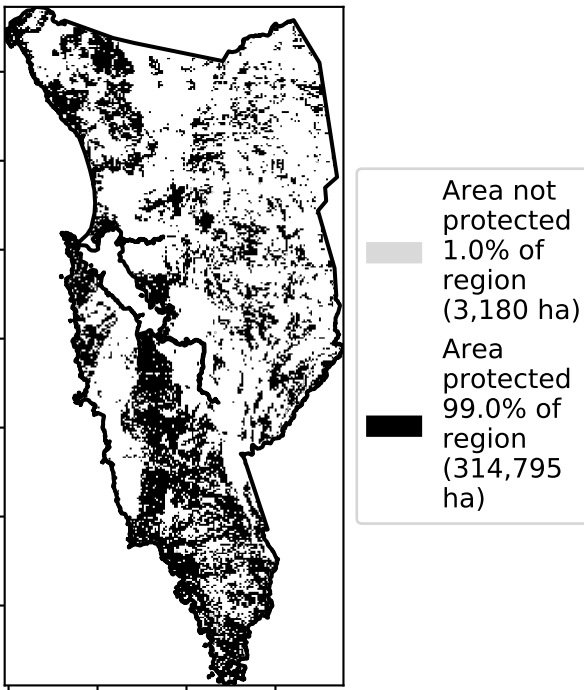 Area not
protected
1.0% of
region
(3,180 ha)
Area
protected
99.0% of
region
(314,795
ha)